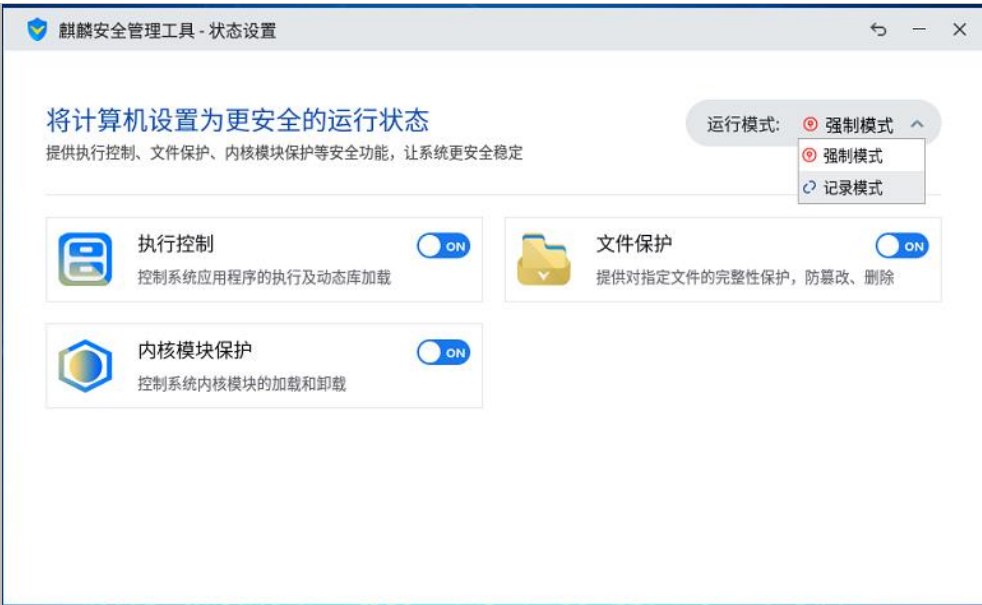 麒麟安全管理工具 - 状态设置
将计算机设置为更安全的运行状态
提供执行控制、文件保护、内核模块保护等安全功能，让系统更安全稳定
运行模式: 强制模式
强制模式
记录模式
执行控制 ON
控制系统应用程序的执行及动态库加载
文件保护 ON
提供对指定文件的完整性保护，防篡改、删除
内核模块保护 ON
控制系统内核模块的加载和卸载